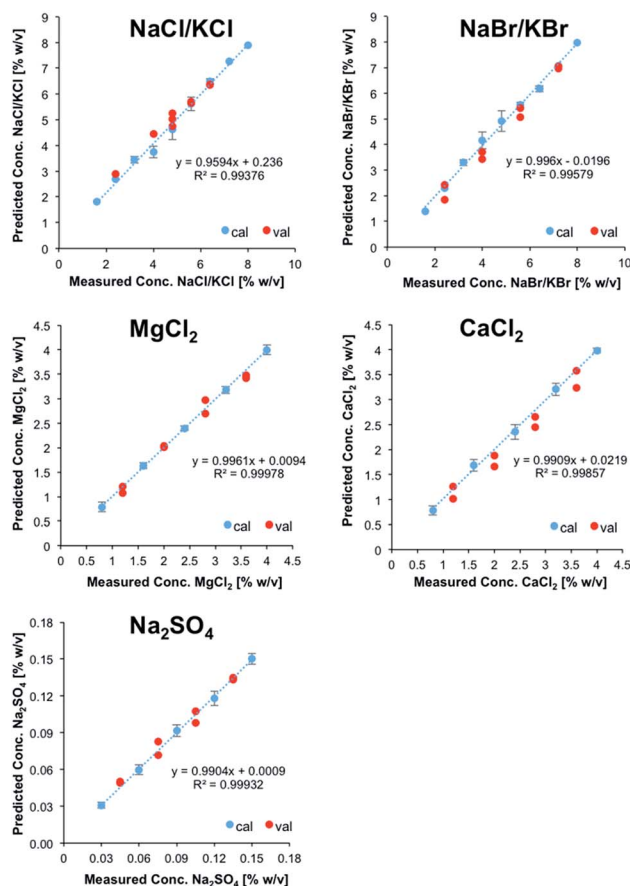 NaCl/KCl
Predicted Conc. NaCl/KCl [% w/v]
9
8
7
6
5
4
3
2
1
0
y = 0.9594x + 0.236
R² = 0.99376
cal val
0 2 4 6 8 10
Measured Conc. NaCl/KCl [% w/v]
NaBr/KBr
Predicted Conc. NaBr/KBr [% w/v]
9
8
7
6
5
4
3
2
1
0
y = 0.996x - 0.0196
R² = 0.99579
cal val
0 2 4 6 8 10
Measured Conc. NaBr/KBr [% w/v]
MgCl₂
Predicted Conc. MgCl₂ [% w/v]
4.5
4
3.5
3
2.5
2
1.5
1
0.5
0
y = 0.9961x + 0.0094
R² = 0.99978
cal val
0 0.5 1 1.5 2 2.5 3 3.5 4 4.5
Measured Conc. MgCl₂ [% w/v]
CaCl₂
Predicted Conc. CaCl₂ [% w/v]
4.5
4
3.5
3
2.5
2
1.5
1
0.5
0
y = 0.9909x + 0.0219
R² = 0.99857
cal val
0 0.5 1 1.5 2 2.5 3 3.5 4 4.5
Measured Conc. CaCl₂ [% w/v]
Na₂SO₄
Predicted Conc. Na₂SO₄ [% w/v]
0.18
0.15
0.12
0.09
0.06
0.03
0.00
y = 0.9904x + 0.0009
R² = 0.99932
cal val
0 0.03 0.06 0.09 0.12 0.15 0.18
Measured Conc. Na₂SO₄ [% w/v]